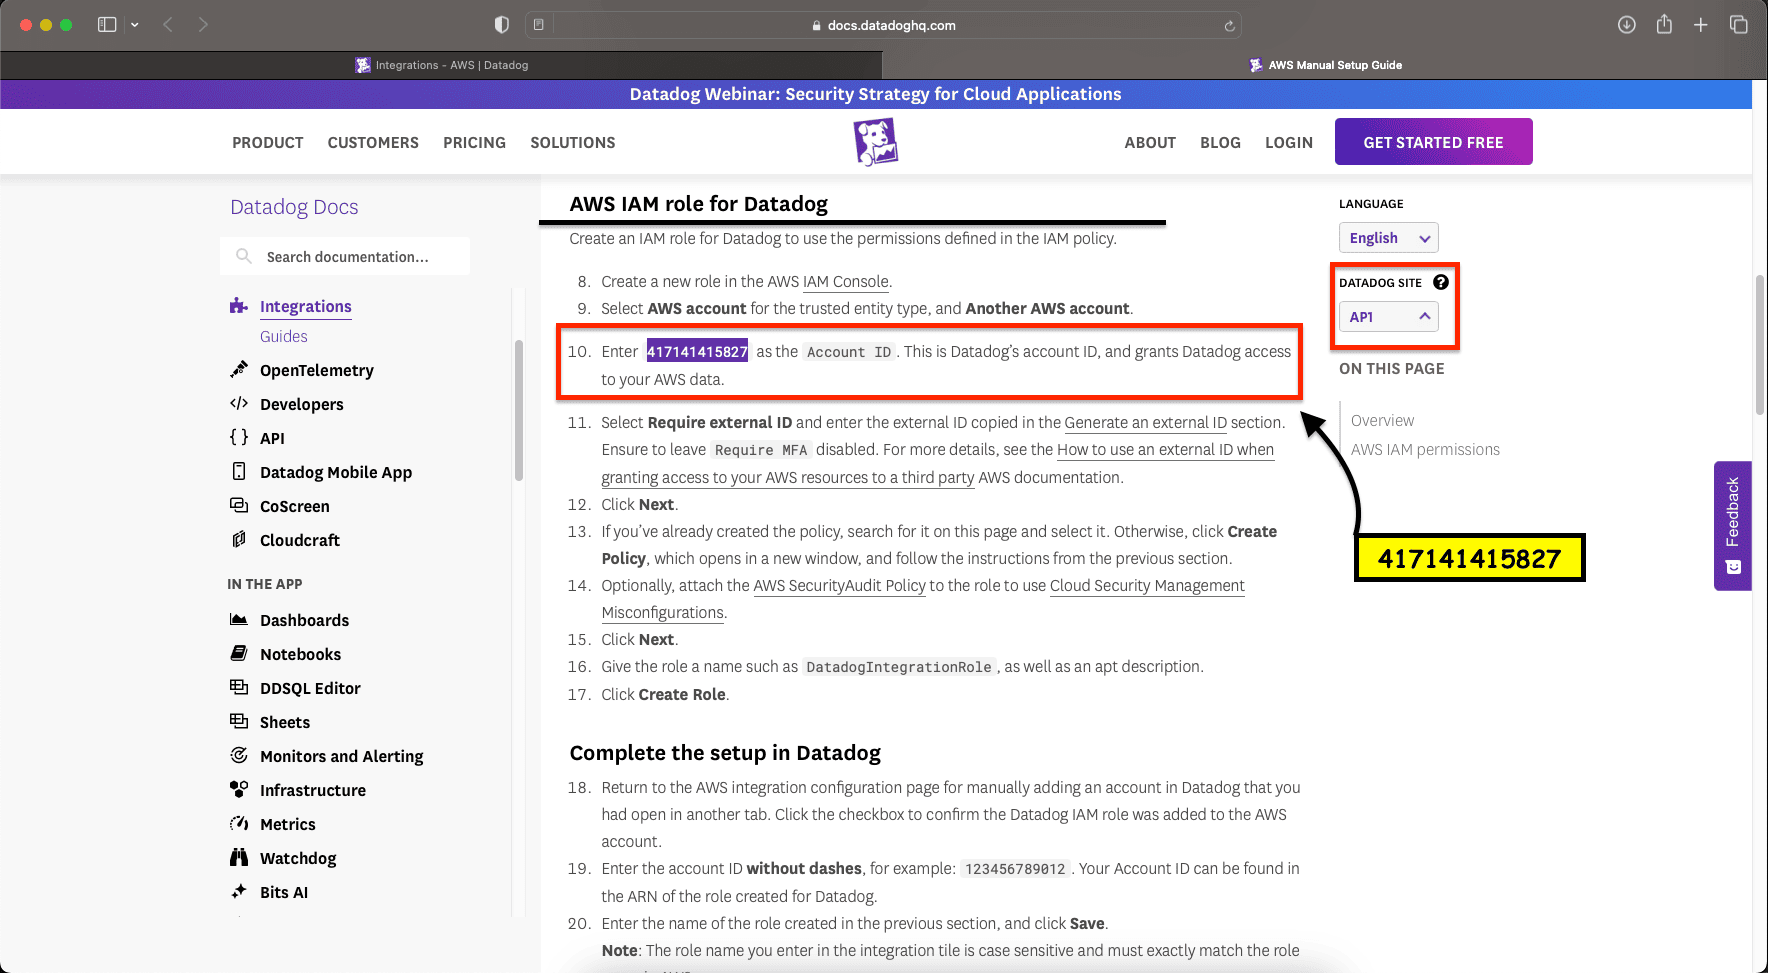 docs.datadoghq.com
Integrations - AWS | Datadog
AWS Manual Setup Guide
Datadog Webinar: Security Strategy for Cloud Applications
PRODUCT CUSTOMERS PRICING SOLUTIONS
ABOUT BLOG LOGIN GET STARTED FREE
Datadog Docs
Search documentation...
Integrations
Guides
OpenTelemetry
Developers
API
Datadog Mobile App
CoScreen
Cloudcraft
IN THE APP
Dashboards
Notebooks
DDSQL Editor
Sheets
Monitors and Alerting
Infrastructure
Metrics
Watchdog
Bits AI
AWS IAM role for Datadog
Create an IAM role for Datadog to use the permissions defined in the IAM policy.
8. Create a new role in the AWS IAM Console.
9. Select AWS account for the trusted entity type, and Another AWS account.
10. Enter 417141415827 as the Account ID. This is Datadog's account ID, and grants Datadog access
to your AWS data.
11. Select Require external ID and enter the external ID copied in the Generate an external ID section.
Ensure to leave Require MFA disabled. For more details, see the How to use an external ID when
granting access to your AWS resources to a third party AWS documentation.
12. Click Next.
13. If you've already created the policy, search for it on this page and select it. Otherwise, click Create
Policy, which opens in a new window, and follow the instructions from the previous section.
14. Optionally, attach the AWS SecurityAudit Policy to the role to use Cloud Security Management
Misconfigurations.
15. Click Next.
16. Give the role a name such as DatadogIntegrationRole, as well as an apt description.
17. Click Create Role.
Complete the setup in Datadog
18. Return to the AWS integration configuration page for manually adding an account in Datadog that you
had open in another tab. Click the checkbox to confirm the Datadog IAM role was added to the AWS
account.
19. Enter the account ID without dashes, for example: 123456789012. Your Account ID can be found in
the ARN of the role created for Datadog.
20. Enter the name of the role created in the previous section, and click Save.
Note: The role name you enter in the integration tile is case sensitive and must exactly match the role
LANGUAGE
English
DATADOG SITE ?
AP1
ON THIS PAGE
Overview
AWS IAM permissions
417141415827
Feedback